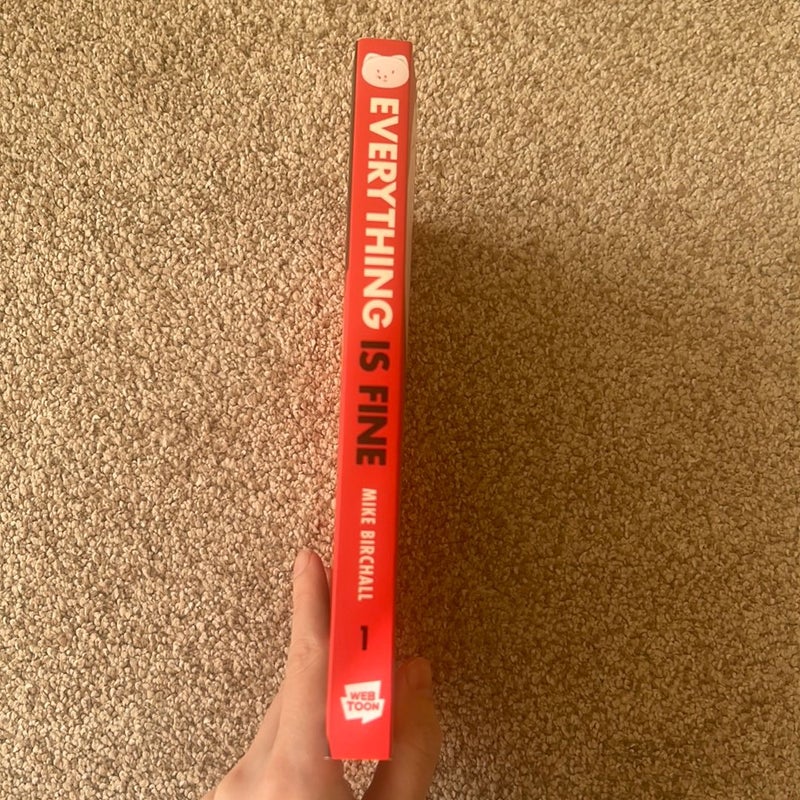 EVERYTHING IS FINE
MIKE BIRCHALL
1
WEB
TOON